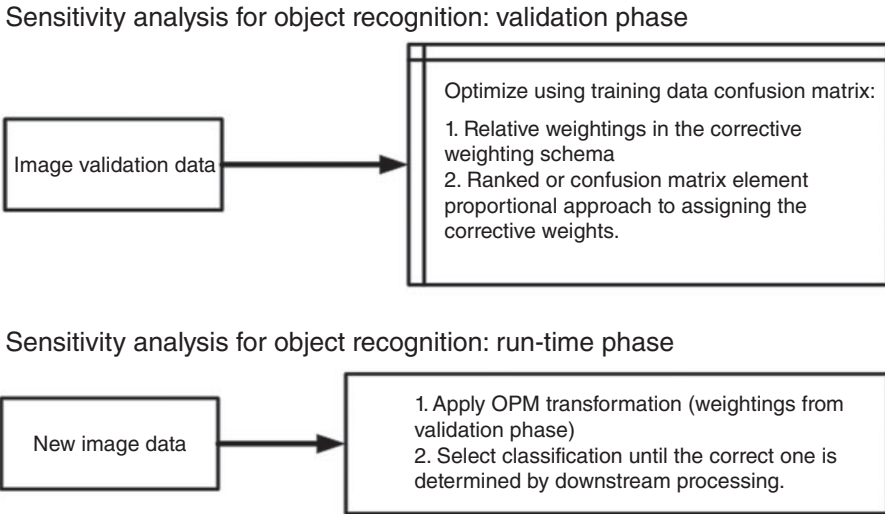 Sensitivity analysis for object recognition: validation phase
Image validation data
Optimize using training data confusion matrix:
1. Relative weightings in the corrective
weighting schema
2. Ranked or confusion matrix element
proportional approach to assigning the
corrective weights.
Sensitivity analysis for object recognition: run-time phase
New image data
1. Apply OPM transformation (weightings from
validation phase)
2. Select classification until the correct one is
determined by downstream processing.